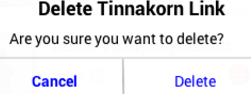 Delete Tinnakorn Link
Are you sure you want to delete?
Cancel Delete